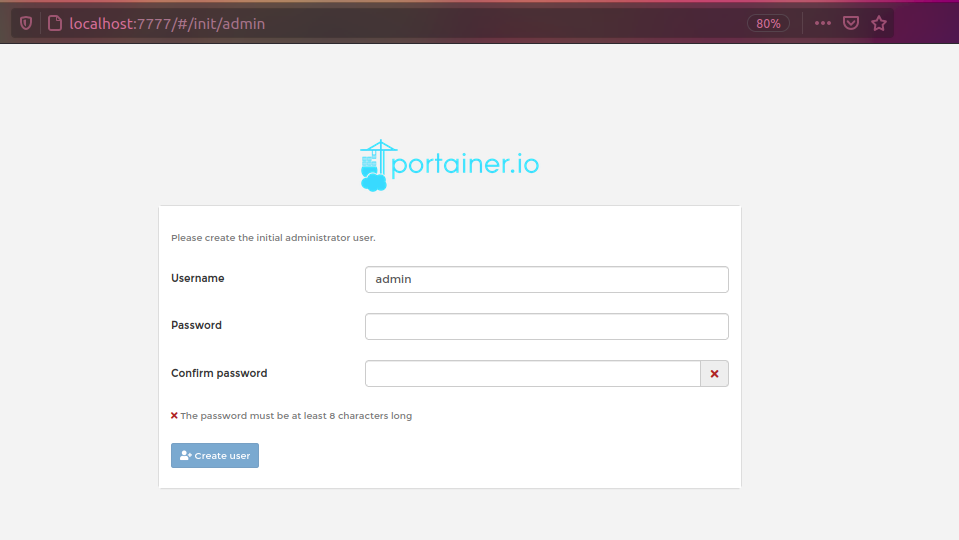 localhost:7777/#/init/admin
80%
portainer.io
Please create the initial administrator user.
Username
admin
Password
Confirm password
The password must be at least 8 characters long
Create user